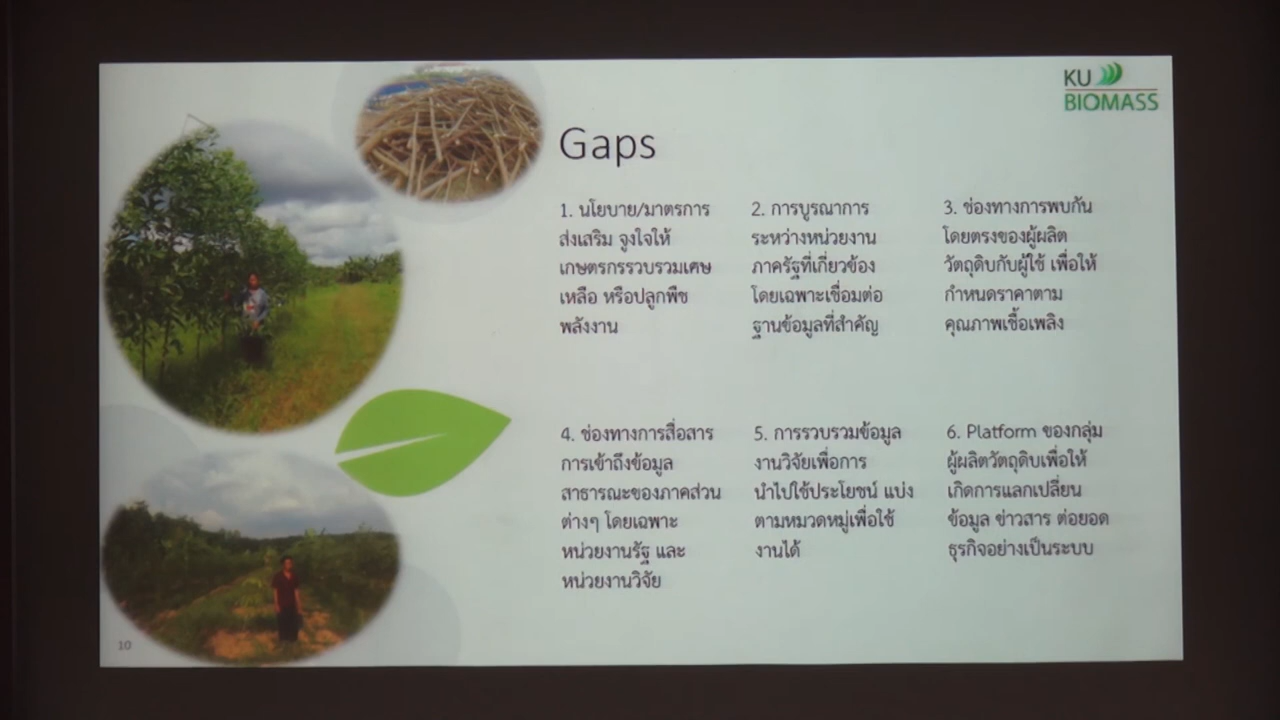 KU
BIOMASS
Gaps
1. นโยบาย/มาตรการ
ส่งเสริม จูงใจให้
เกษตรกรรวบรวมเศษ
เหลือ หรือปลูกพืช
พลังงาน
2. การบูรณาการ
ระหว่างหน่วยงาน
ภาครัฐที่เกี่ยวข้อง
โดยเฉพาะเชื่อมต่อ
ฐานข้อมูลที่สำคัญ
3. ช่องทางการพบกัน
โดยตรงของผู้ผลิต
วัตถุดิบกับผู้ใช้ เพื่อให้
กำหนดราคาตาม
คุณภาพเชื้อเพลิง
4. ช่องทางการสื่อสาร
การเข้าถึงข้อมูล
สาธารณะของภาคส่วน
ต่างๆ โดยเฉพาะ
หน่วยงานรัฐ และ
หน่วยงานวิจัย
5. การรวบรวมข้อมูล
งานวิจัยเพื่อการ
นำไปใช้ประโยชน์ แบ่ง
ตามหมวดหมู่เพื่อใช้
งานได้
6. Platform ของกลุ่ม
ผู้ผลิตวัตถุดิบเพื่อให้
เกิดการแลกเปลี่ยน
ข้อมูล ข่าวสาร ต่อยอด
ธุรกิจอย่างเป็นระบบ
10